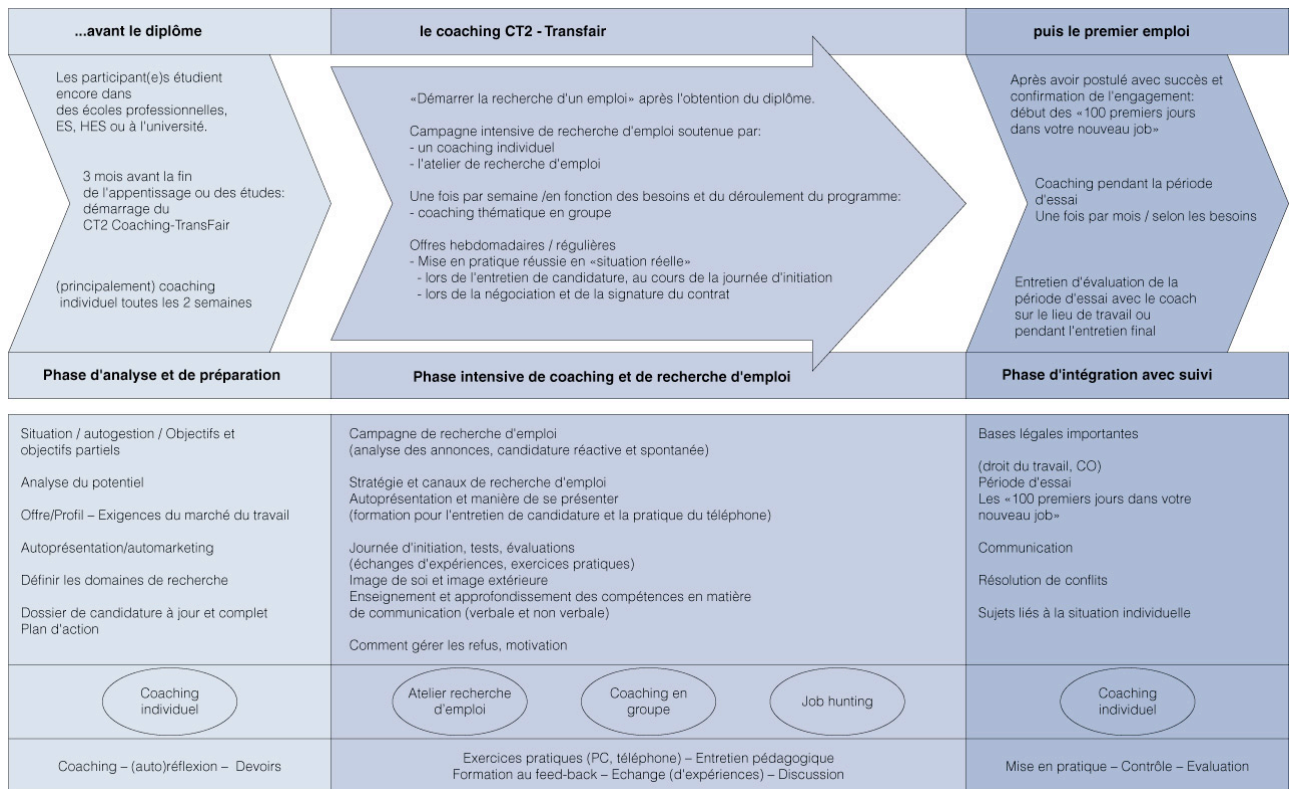 ...avant le diplôme
le coaching CT2 - Transfair
puis le premier emploi
Les participant(e)s étudient
encore dans
des écoles professionnelles,
ES, HES ou à l'université.
3 mois avant la fin
de l'appentissage ou des études:
démarrage du
CT2 Coaching-TransFair
(principalement) coaching
individuel toutes les 2 semaines
«Démarrer la recherche d'un emploi» après l'obtention du diplôme.
Campagne intensive de recherche d'emploi soutenue par:
- un coaching individuel
- l'atelier de recherche d'emploi
Une fois par semaine /en fonction des besoins et du déroulement du programme:
- coaching thématique en groupe
Offres hebdomadaires / régulières
- Mise en pratique réussie en «situation réelle»
- lors de l'entretien de candidature, au cours de la journée d'initiation
- lors de la négociation et de la signature du contrat
Après avoir postulé avec succès et
confirmation de l'engagement:
début des «100 premiers jours
dans votre nouveau job»
Coaching pendant la période
d'essai
Une fois par mois / selon les besoins
Entretien d'évaluation de la
période d'essai avec le coach
sur le lieu de travail ou
pendant l'entretien final
Phase d'analyse et de préparation
Phase intensive de coaching et de recherche d'emploi
Phase d'intégration avec suivi
Situation / autogestion / Objectifs et
objectifs partiels
Analyse du potentiel
Offre/Profil – Exigences du marché du travail
Autoprésentation/automarketing
Définir les domaines de recherche
Dossier de candidature à jour et complet
Plan d'action
Campagne de recherche d'emploi
(analyse des annonces, candidature réactive et spontanée)
Stratégie et canaux de recherche d'emploi
Autoprésentation et manière de se présenter
(formation pour l'entretien de candidature et la pratique du téléphone)
Journée d'initiation, tests, évaluations
(échanges d'expériences, exercices pratiques)
Image de soi et image extérieure
Enseignement et approfondissement des compétences en matière
de communication (verbale et non verbale)
Comment gérer les refus, motivation
Bases légales importantes
(droit du travail, CO)
Période d'essai
Les «100 premiers jours dans votre
nouveau job»
Communication
Résolution de conflits
Sujets liés à la situation individuelle
Coaching
individuel
Atelier recherche
d'emploi
Coaching en
groupe
Job hunting
Coaching
individuel
Coaching – (auto)réflexion – Devoirs
Exercices pratiques (PC, téléphone) – Entretien pédagogique
Formation au feed-back – Echange (d'expériences) – Discussion
Mise en pratique – Contrôle – Evaluation